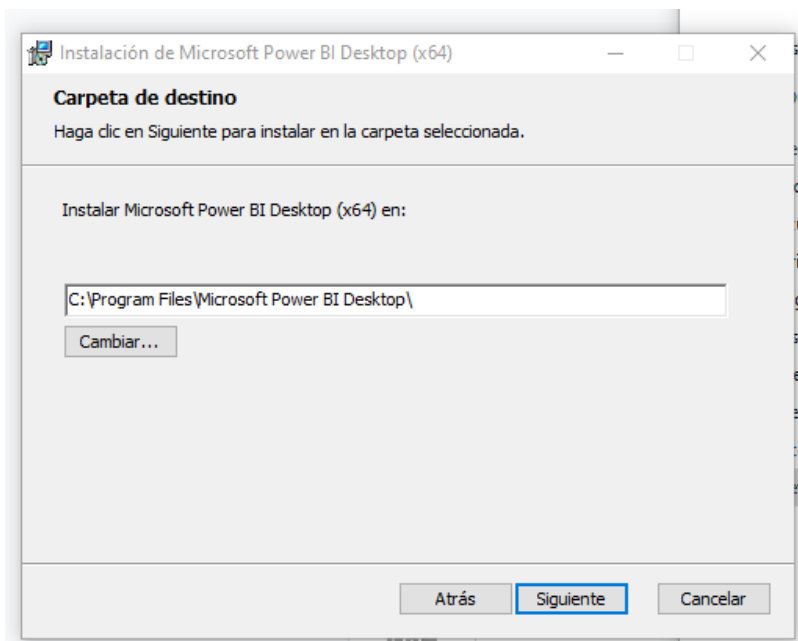 Instalación de Microsoft Power BI Desktop (x64)
Carpeta de destino
Haga clic en Siguiente para instalar en la carpeta seleccionada.
Instalar Microsoft Power BI Desktop (x64) en:
C:\Program Files\Microsoft Power BI Desktop\
Cambiar...
Atrás Siguiente Cancelar